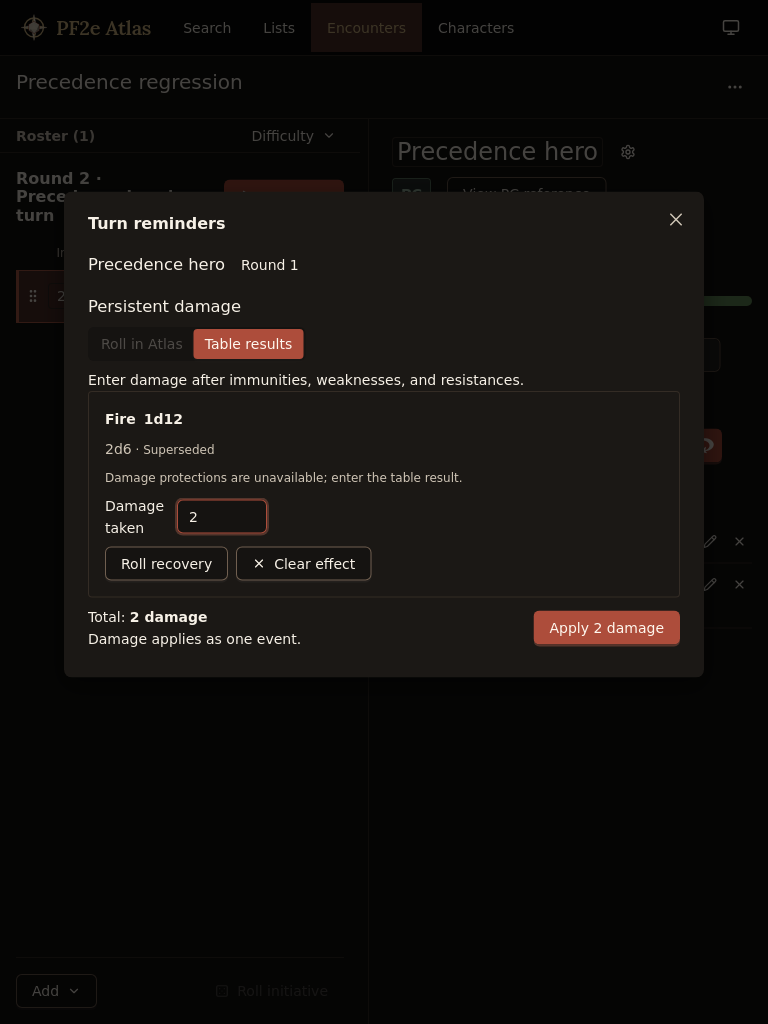 PF2e Atlas
Search
Lists
Encounters
Characters
Precedence regression
Roster (1)
Difficulty
Precedence hero
Round 2 ·
turn
View PC reference
Turn reminders
Precedence hero Round 1
Persistent damage
Roll in Atlas
Table results
Enter damage after immunities, weaknesses, and resistances.
Fire 1d12
2d6 · Superseded
Damage protections are unavailable; enter the table result.
Damage
taken
2
Roll recovery
Clear effect
Total: 2 damage
Damage applies as one event.
Apply 2 damage
Add
Roll initiative